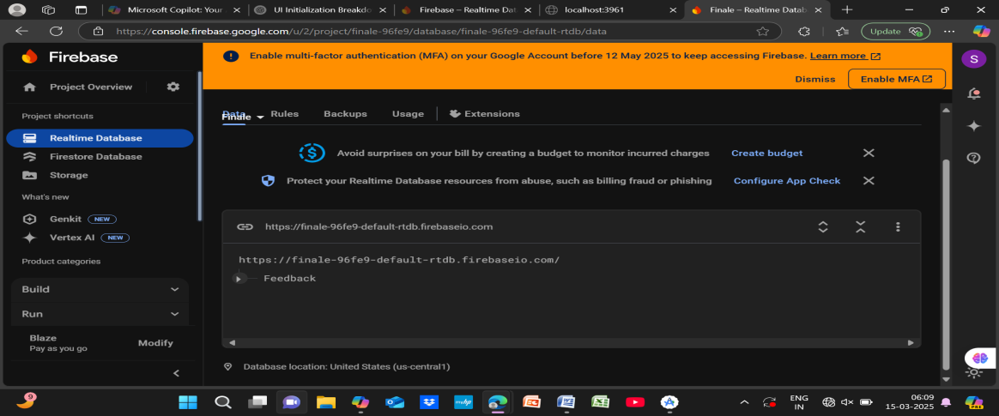 Microsoft Copilot: Your
UI Initialization Breakdo
Firebase – Realtime Dat
localhost:3961
Finale – Realtime Datab
https://console.firebase.google.com/u/2/project/finale-96fe9/database/finale-96fe9-default-rtdb/data
Update
Firebase
Enable multi-factor authentication (MFA) on your Google Account before 12 May 2025 to keep accessing Firebase. Learn more
Dismiss
Enable MFA
S
Project Overview
Project shortcuts
Realtime Database
Firestore Database
Storage
What's new
Genkit NEW
Vertex AI NEW
Product categories
Build
Run
Blaze
Pay as you go
Modify
Finale
Data Rules Backups Usage Extensions
Avoid surprises on your bill by creating a budget to monitor incurred charges Create budget
Protect your Realtime Database resources from abuse, such as billing fraud or phishing Configure App Check
https://finale-96fe9-default-rtdb.firebaseio.com
https://finale-96fe9-default-rtdb.firebaseio.com/
Feedback
Database location: United States (us-central1)
9
myhp
ENG
IN
06:09
15-03-2025
PRE